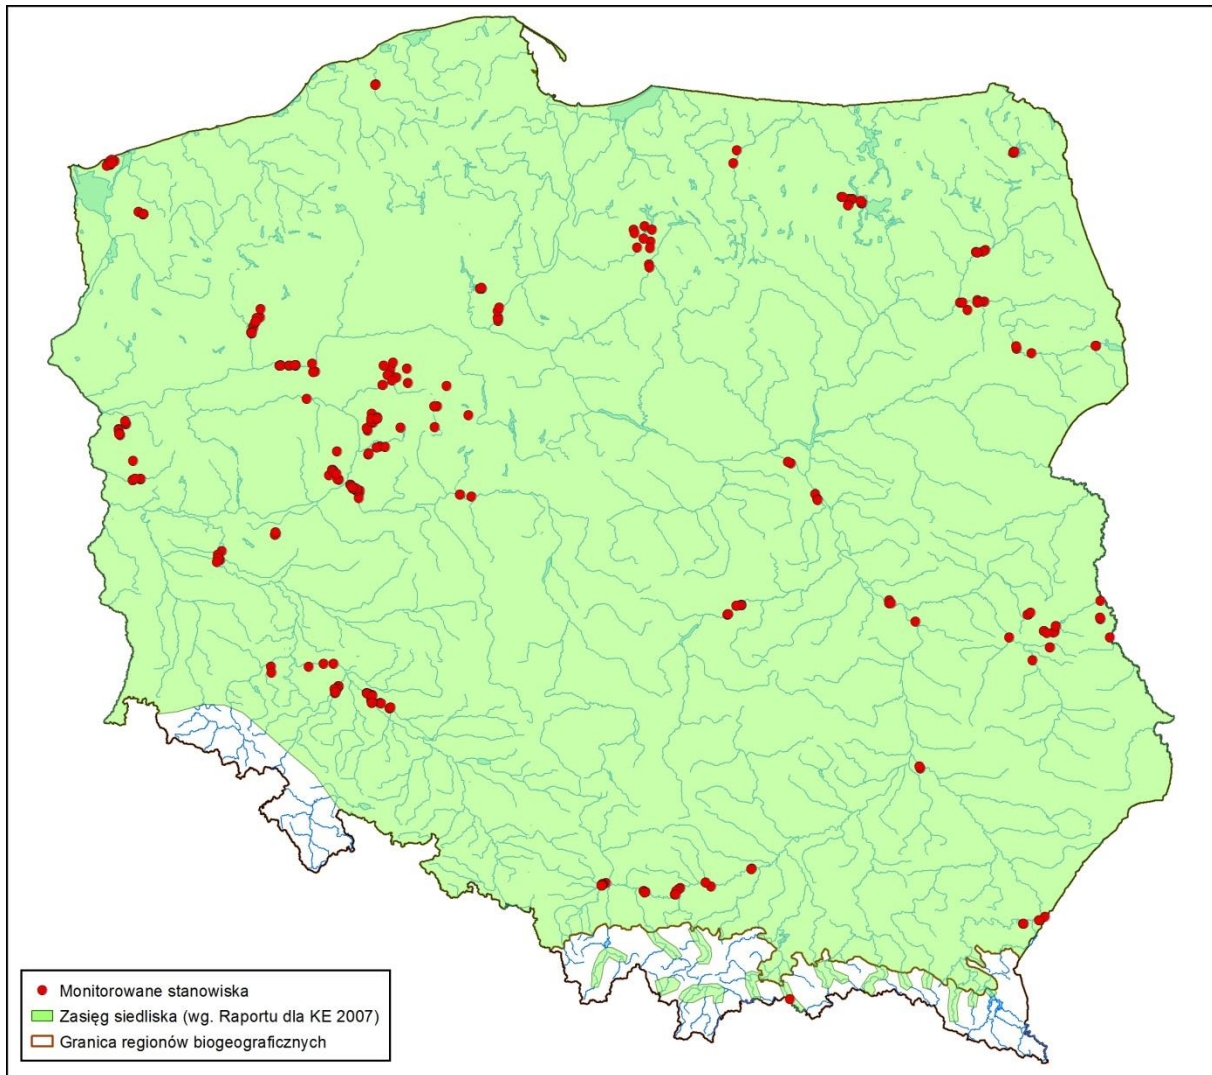 Monitorowane stanowiska
Zasięg siedliska (wg. Raportu dla KE 2007)
Granica regionów biogeograficznych